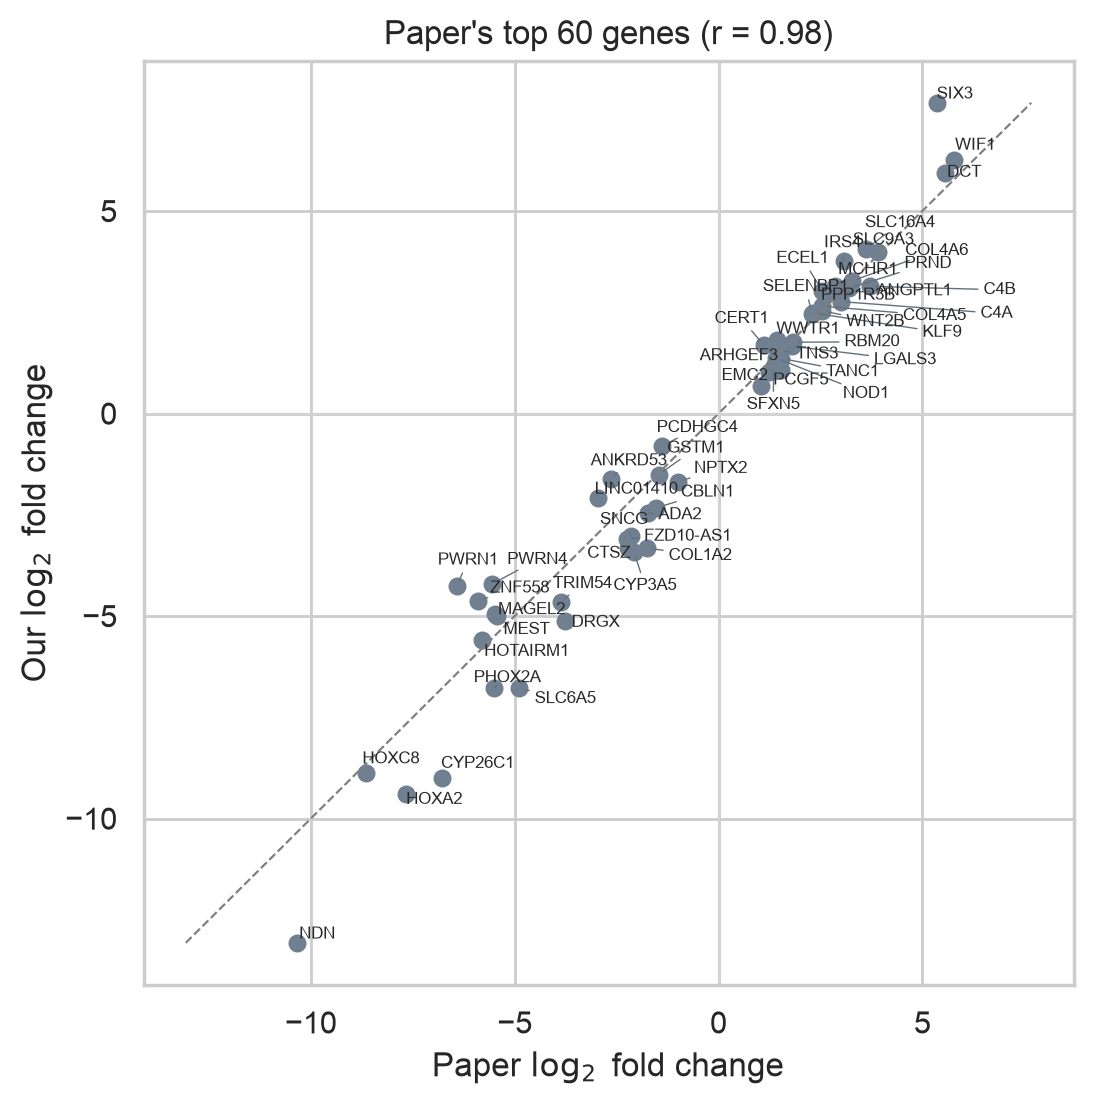 Paper's top 60 genes (r = 0.98)
SIX3
WIF1
DCT
5
SLC16A4
SLC9A3
IRS4
COL4A6
ECEL1
PRND
MCHR1
SELENBP1
ANGPTL1
C4B
PPP1R3B
C4A
COL4A5
CERT1
WNT2B
WWTR1
KLF9
RBM20
ARHGEF3
TNS3
LGALS3
EMC2
PCGF5
TANC1
NOD1
SFXN5
0
PCDHGC4
GSTM1
ANKRD53
NPTX2
LINC01410
CBLN1
SNCG
ADA2
FZD10-AS1
CTSZ
COL1A2
PWRN1
PWRN4
TRIM54
CYP3A5
ZNF558
MAGEL2
−5
MEST
DRGX
HOTAIRM1
PHOX2A
SLC6A5
HOXC8
CYP26C1
HOXA2
−10
NDN
Our log2 fold change
−10
−5
0
5
Paper log2 fold change